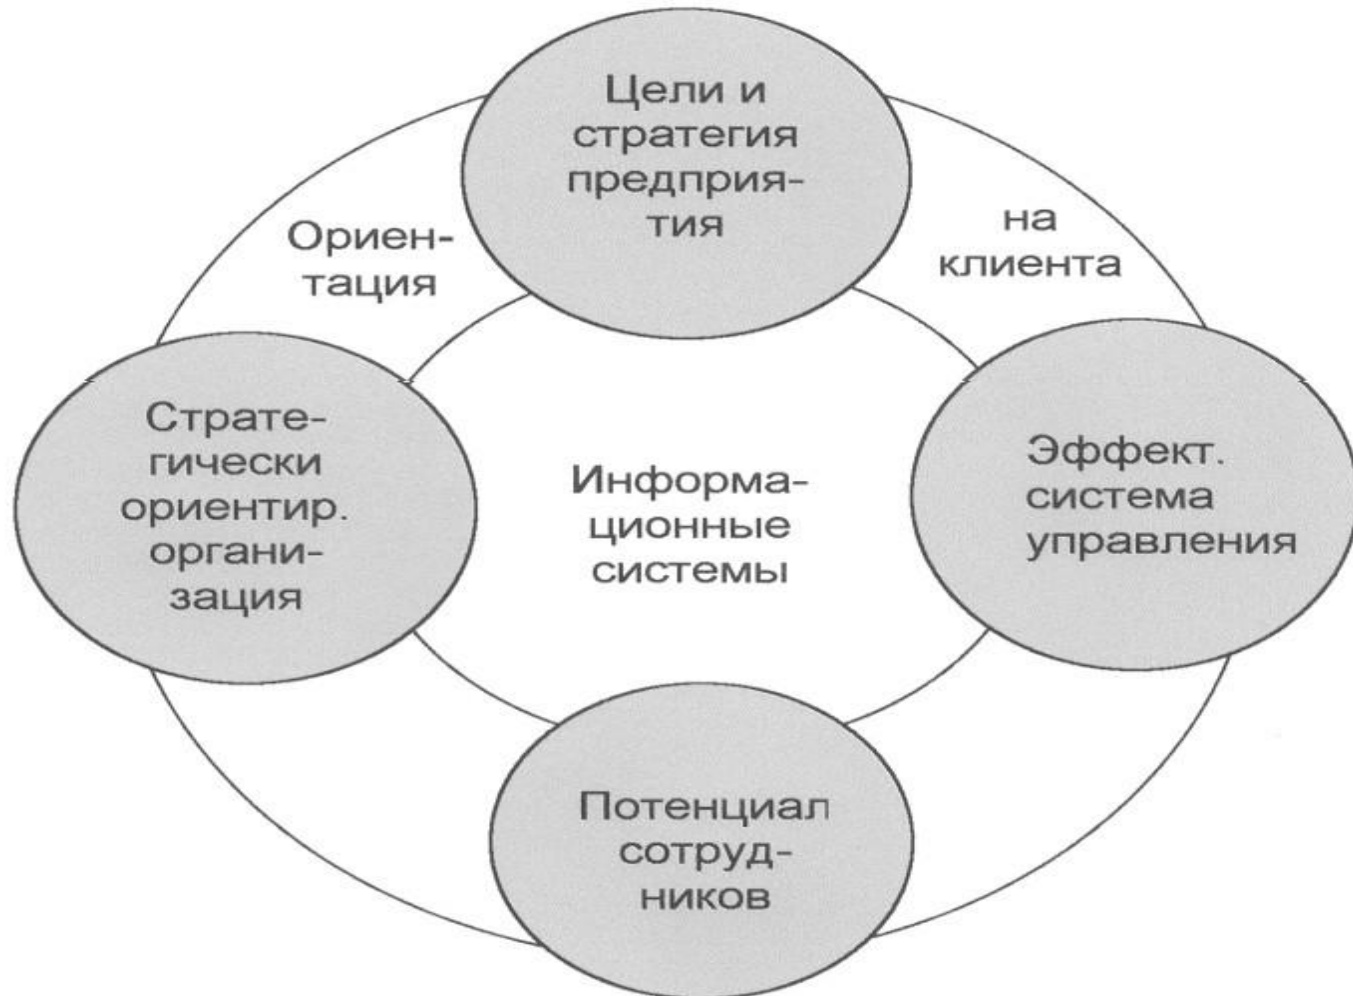 Цели и
стратегия
предприя-
тия
Ориен-
тация
на
клиента
Страте-
гически
ориентир.
органи-
зация
Информа-
ционные
системы
Эффект.
система
управления
Потенциал
сотруд-
ников